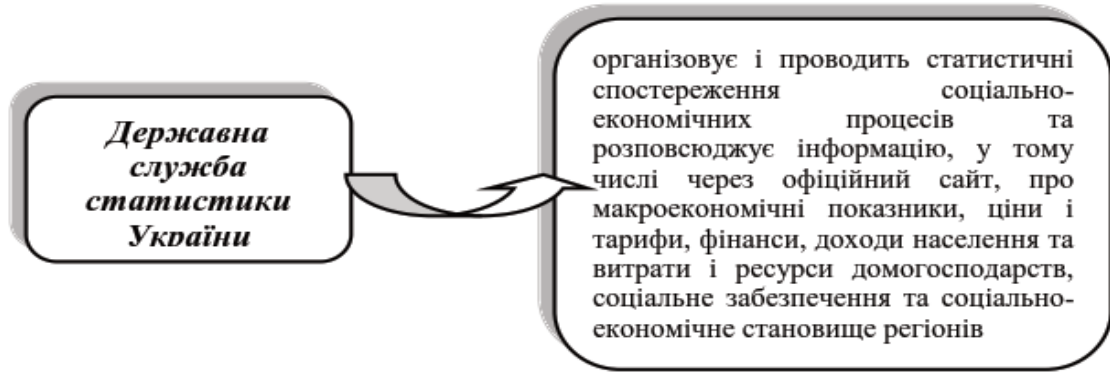 Державна
служба
статистики
України
організовує і проводить статистичні
спостереження соціально-
економічних процесів та
розповсюджує інформацію, у тому
числі через офіційний сайт, про
макроекономічні показники, ціни і
тарифи, фінанси, доходи населення та
витрати і ресурси домогосподарств,
соціальне забезпечення та соціально-
економічне становище регіонів